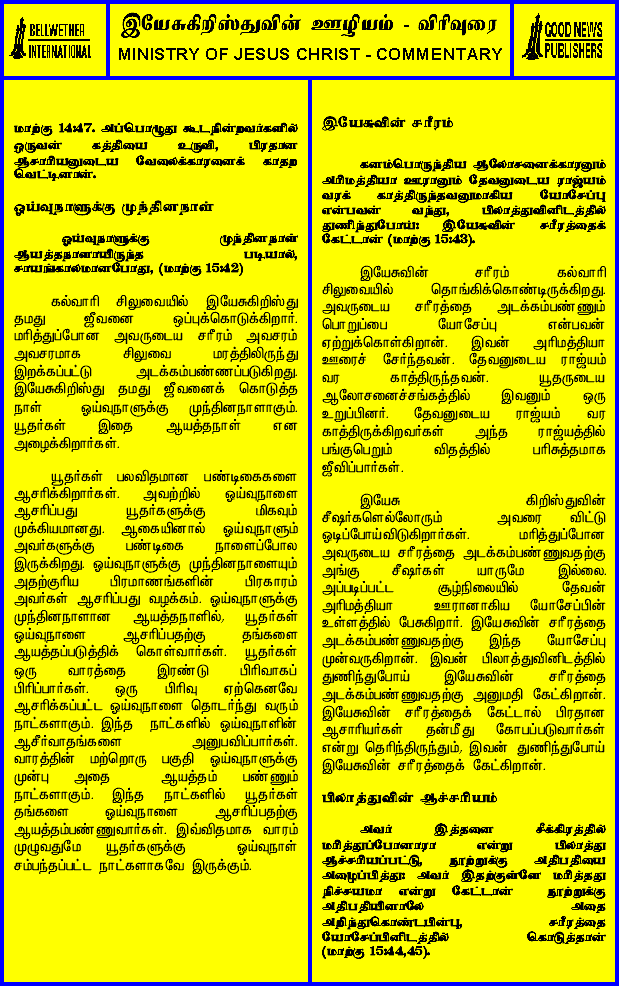 BELLWETHER
INTERNATIONAL
இயேசுகிறிஸ்துவின் ஊழியம் - விரிவுரை
MINISTRY OF JESUS CHRIST - COMMENTARY
GOOD NEWS
PUBLISHERS
மாற்கு 14:47. அப்பொழுது கூடநின்றவர்களில்
ஒருவன் கத்தியை உருவி, பிரதான
ஆசாரியனுடைய வேலைக்காரனைக் காதற
வெட்டினான்.
ஓய்வுநாளுக்கு முந்தினநாள்
ஓய்வுநாளுக்கு முந்தினநாள்
ஆயத்தநாளாயிருந்த படியால்,
சாயங்காலமானபோது, (மாற்கு 15:42)
கல்வாரி சிலுவையில் இயேசுகிறிஸ்து
தமது ஜீவனை ஒப்புக்கொடுக்கிறார்.
மரித்துப்போன அவருடைய சரீரம் அவசரம்
அவசரமாக சிலுவை மரத்திலிருந்து
இறக்கப்பட்டு அடக்கம்பண்ணப்படுகிறது.
இயேசுகிறிஸ்து தமது ஜீவனைக் கொடுத்த
நாள் ஓய்வுநாளுக்கு முந்தினநாளாகும்.
யூதர்கள் இதை ஆயத்தநாள் என
அழைக்கிறார்கள்.
யூதர்கள் பலவிதமான பண்டிகைகளை
ஆசரிக்கிறார்கள். அவற்றில் ஓய்வுநாளை
ஆசரிப்பது யூதர்களுக்கு மிகவும்
முக்கியமானது. ஆகையினால் ஓய்வுநாளும்
அவர்களுக்கு பண்டிகை நாளைப்போல
இருக்கிறது. ஓய்வுநாளுக்கு முந்தினநாளையும்
அதற்குரிய பிரமாணங்களின் பிரகாரம்
அவர்கள் ஆசரிப்பது வழக்கம். ஓய்வுநாளுக்கு
முந்தினநாளான ஆயத்தநாளில், யூதர்கள்
ஓய்வுநாளை ஆசரிப்பதற்கு தங்களை
ஆயத்தப்படுத்திக் கொள்வார்கள். யூதர்கள்
ஒரு வாரத்தை இரண்டு பிரிவாகப்
பிரிப்பார்கள். ஒரு பிரிவு ஏற்கெனவே
ஆசரிக்கப்பட்ட ஓய்வுநாளை தொடர்ந்து வரும்
நாட்களாகும். இந்த நாட்களில் ஓய்வுநாளின்
ஆசீர்வாதங்களை அனுபவிப்பார்கள்.
வாரத்தின் மற்றொரு பகுதி ஓய்வுநாளுக்கு
முன்பு அதை ஆயத்தம் பண்ணும்
நாட்களாகும். இந்த நாட்களில் யூதர்கள்
தங்களை ஓய்வுநாளை ஆசரிப்பதற்கு
ஆயத்தம்பண்ணுவார்கள். இவ்விதமாக வாரம்
முழுவதுமே யூதர்களுக்கு ஓய்வுநாள்
சம்பந்தப்பட்ட நாட்களாகவே இருக்கும்.
இயேசுவின் சரீரம்
கனம்பொருந்திய ஆலோசனைக்காரனும்
அரிமத்தியா ஊரானும் தேவனுடைய ராஜ்யம்
வரக் காத்திருந்தவனுமாகிய யோசேப்பு
என்பவன் வந்து, பிலாத்துவினிடத்தில்
துணிந்துபோய்: இயேசுவின் சரீரத்தைக்
கேட்டான் (மாற்கு 15:43).
இயேசுவின் சரீரம் கல்வாரி
சிலுவையில் தொங்கிக்கொண்டிருக்கிறது.
அவருடைய சரீரத்தை அடக்கம்பண்ணும்
பொறுப்பை யோசேப்பு என்பவன்
ஏற்றுக்கொள்கிறான். இவன் அரிமத்தியா
ஊரைச் சேர்ந்தவன். தேவனுடைய ராஜ்யம்
வர காத்திருந்தவன். யூதருடைய
ஆலோசனைச்சங்கத்தில் இவனும் ஒரு
உறுப்பினர். தேவனுடைய ராஜ்யம் வர
காத்திருக்கிறவர்கள் அந்த ராஜ்யத்தில்
பங்குபெறும் விதத்தில் பரிசுத்தமாக
ஜீவிப்பார்கள்.
இயேசு கிறிஸ்துவின்
சீஷர்களெல்லோரும் அவரை விட்டு
ஓடிப்போய்விடுகிறார்கள். மரித்துப்போன
அவருடைய சரீரத்தை அடக்கம்பண்ணுவதற்கு
அங்கு சீஷர்கள் யாருமே இல்லை.
அப்படிப்பட்ட சூழ்நிலையில் தேவன்
அரிமத்தியா ஊரானாகிய யோசேப்பின்
உள்ளத்தில் பேசுகிறார். இயேசுவின் சரீரத்தை
அடக்கம்பண்ணுவதற்கு இந்த யோசேப்பு
முன்வருகிறான். இவன் பிலாத்துவினிடத்தில்
துணிந்துபோய் இயேசுவின் சரீரத்தை
அடக்கம்பண்ணுவதற்கு அனுமதி கேட்கிறான்.
இயேசுவின் சரீரத்தைக் கேட்டால் பிரதான
ஆசாரியர்கள் தன்மீது கோபப்படுவார்கள்
என்று தெரிந்திருந்தும், இவன் துணிந்துபோய்
இயேசுவின் சரீரத்தைக் கேட்கிறான்.
பிலாத்துவின் ஆச்சரியம்
அவர் இத்தனை சீக்கிரத்தில்
மரித்துப்போனாரா என்று பிலாத்து
ஆச்சரியப்பட்டு, நூற்றுக்கு அதிபதியை
அழைப்பித்து: அவர் இதற்குள்ளே மரித்தது
நிச்சயமா என்று கேட்டான் நூற்றுக்கு
அதிபதியினாலே அதை
அறிந்துகொண்டபின்பு, சரீரத்தை
யோசேப்பினிடத்தில் கொடுத்தான்
(மாற்கு 15:44,45).